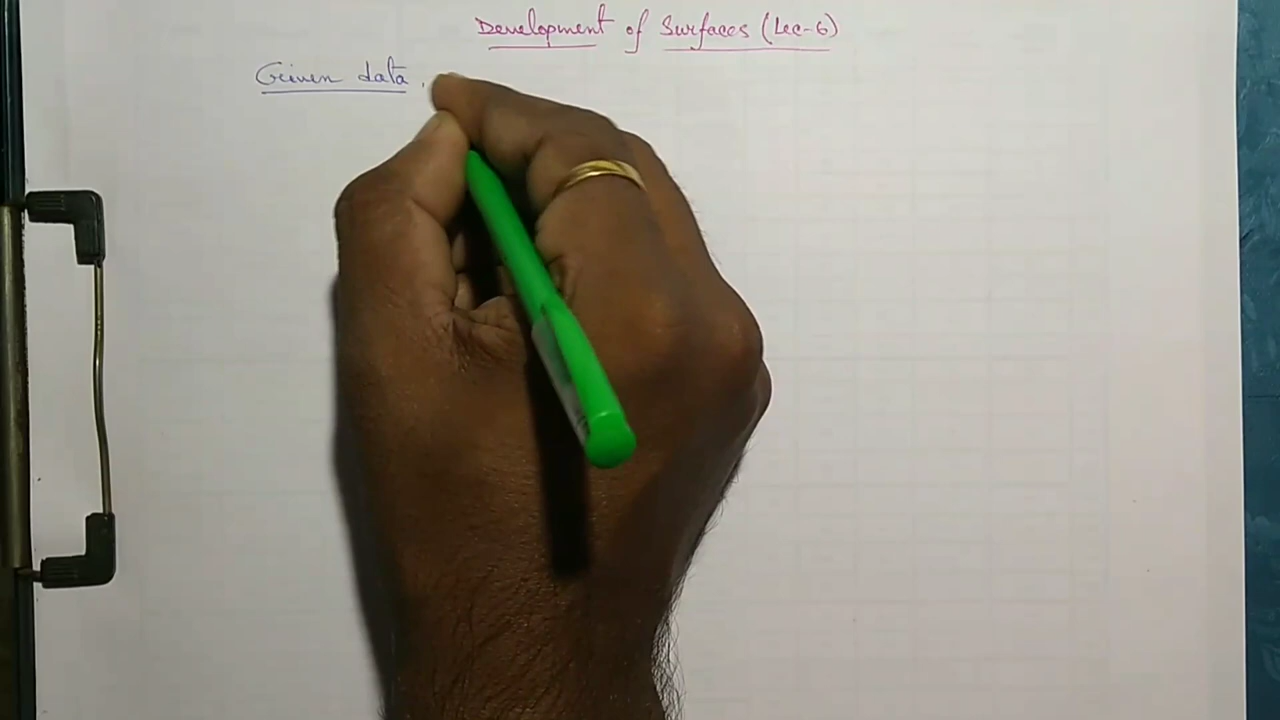 Development of Surfaces (Lec-6)
Given data